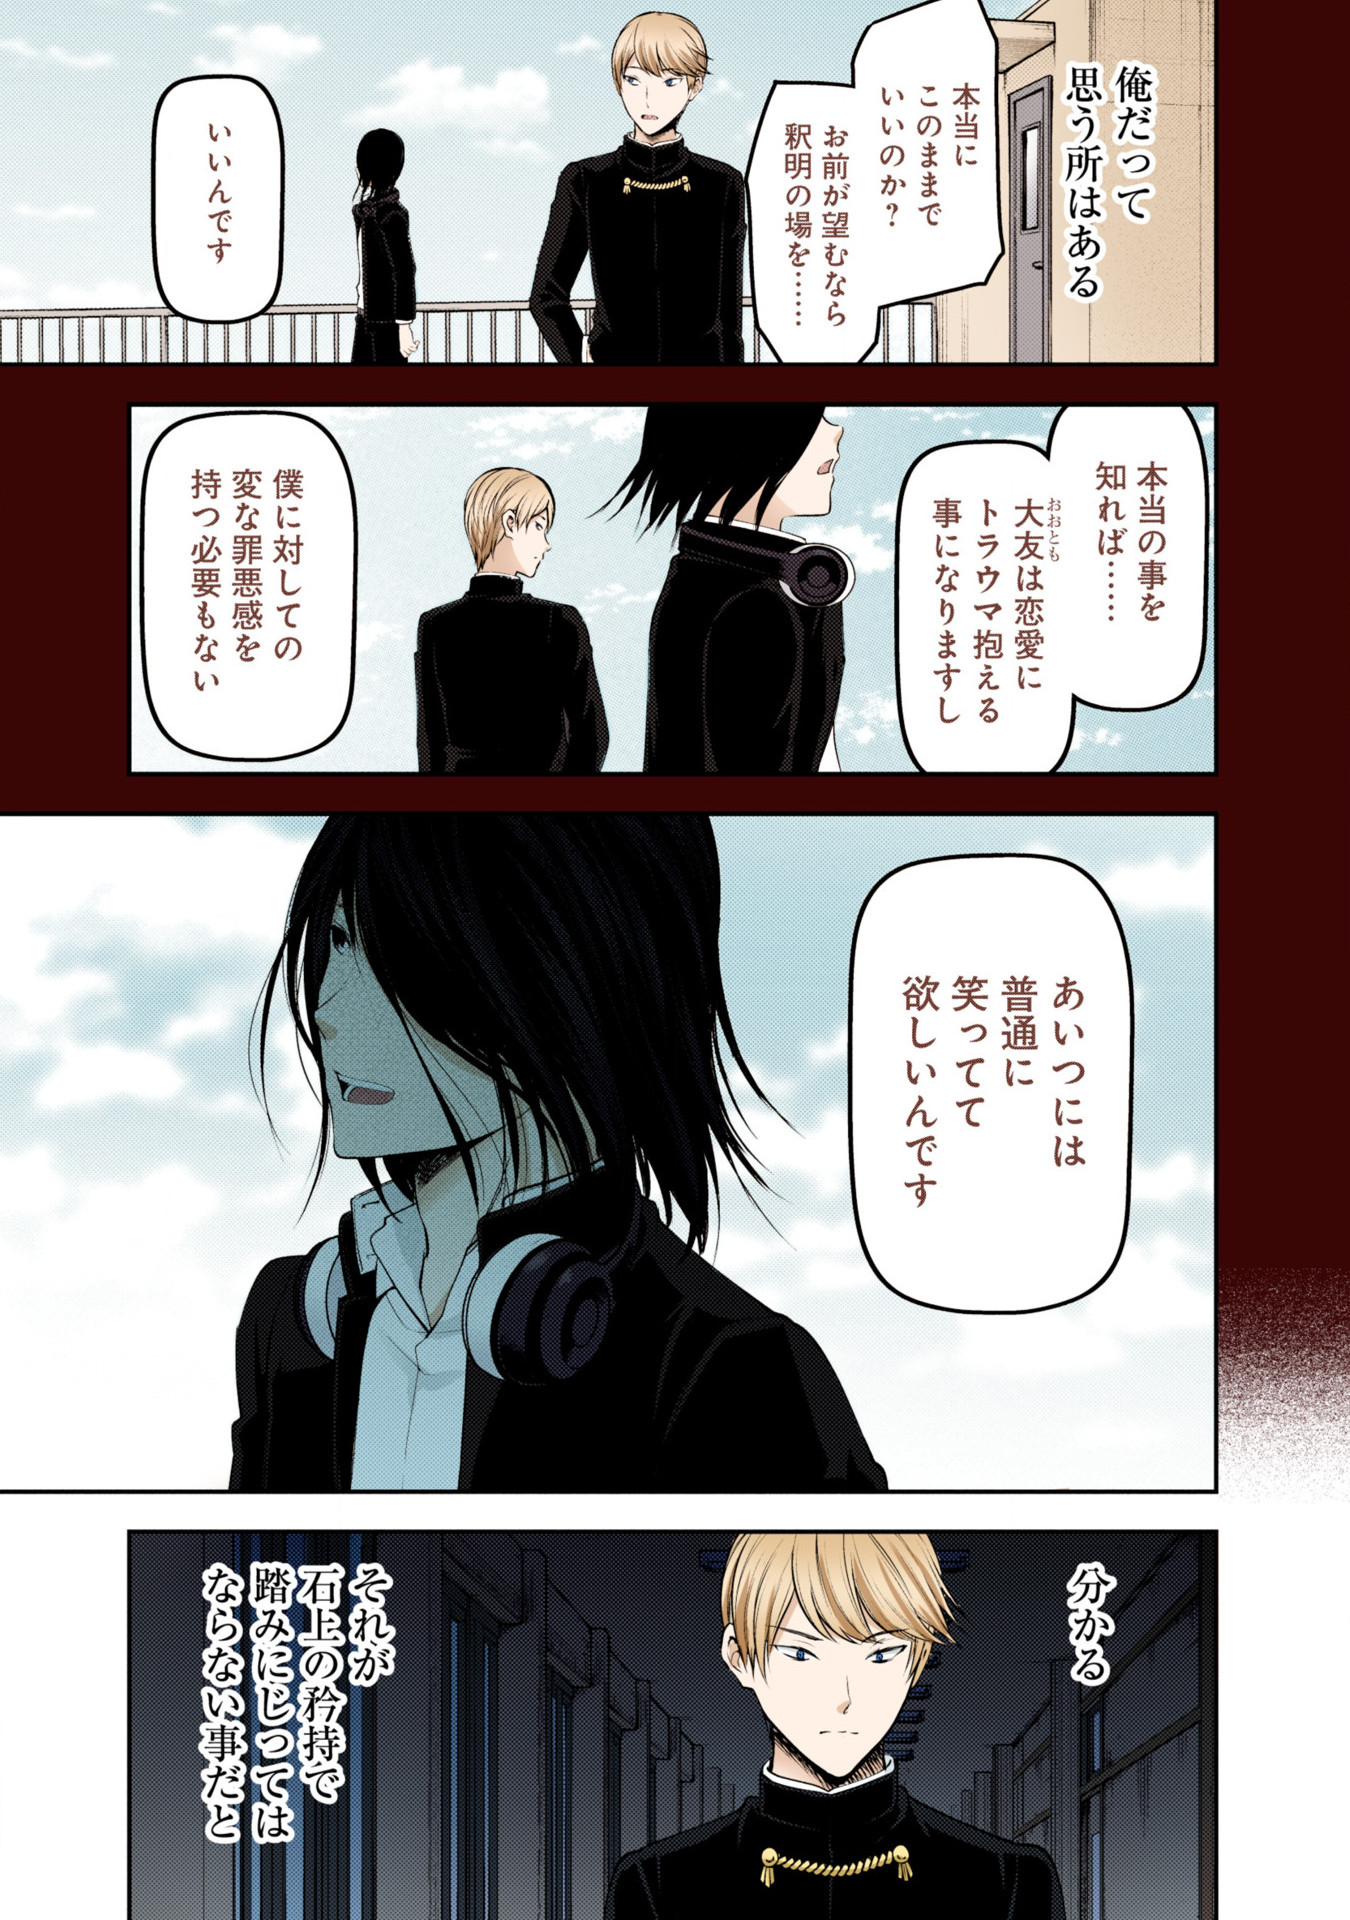 俺だって
思う所はある
本当に
このままで
いいのか?
お前が望むなら
釈明の場を……
いいんです
本当の事を
知れば……
大友は恋愛に
おおとも
トラウマ抱える
事になりますし
僕に対しての
変な罪悪感を
持つ必要もない
あいつには
普通に
笑ってて
欲しいんです
分かる
それが
石上の矜持で
踏みにじっては
ならない事だと